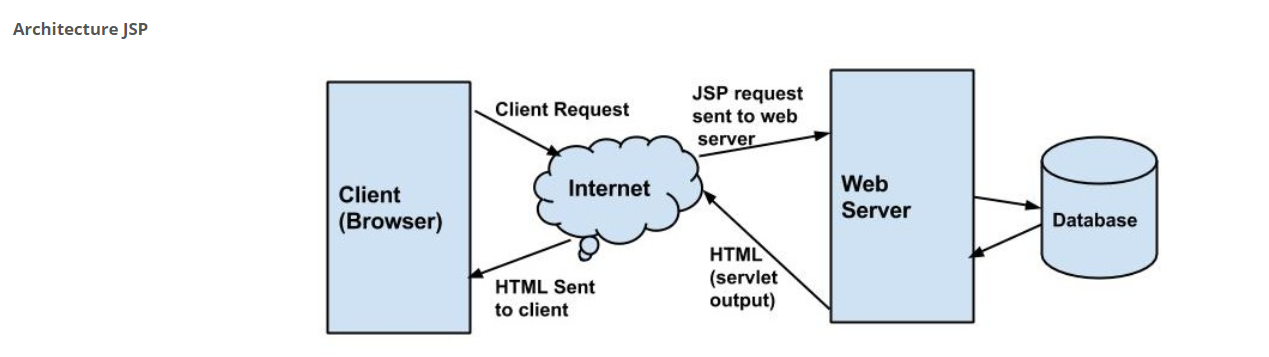 Architecture JSP
Client Request
JSP request
sent to web
server
Client
(Browser)
Internet
Web
Server
Database
HTML
(servlet
output)
HTML Sent
to client